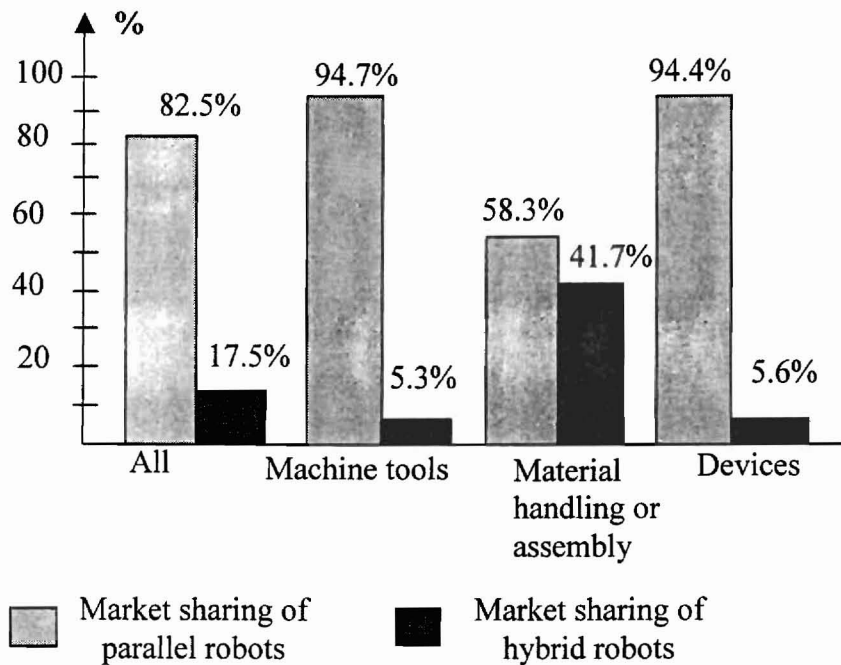 %
100
80
60
40
20
82.5%
17.5%
94.7%
5.3%
58.3%
41.7%
94.4%
5.6%
All
Machine tools
Material
handling or
assembly
Devices
Market sharing of
parallel robots
Market sharing of
hybrid robots